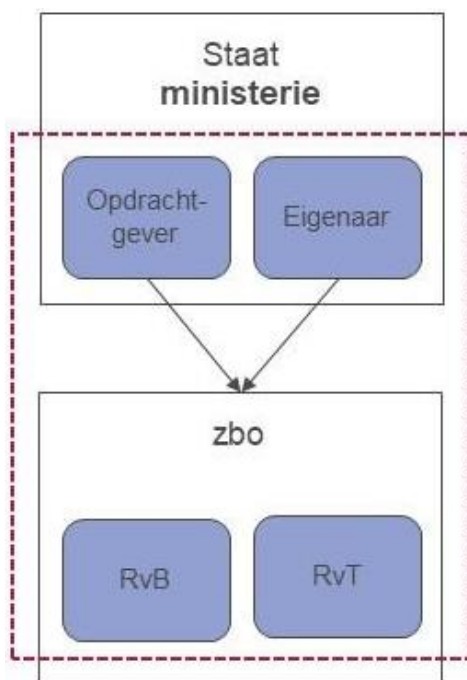 Staat
ministerie
Opdracht-
gever
Eigenaar
zbo
RvB
RvT